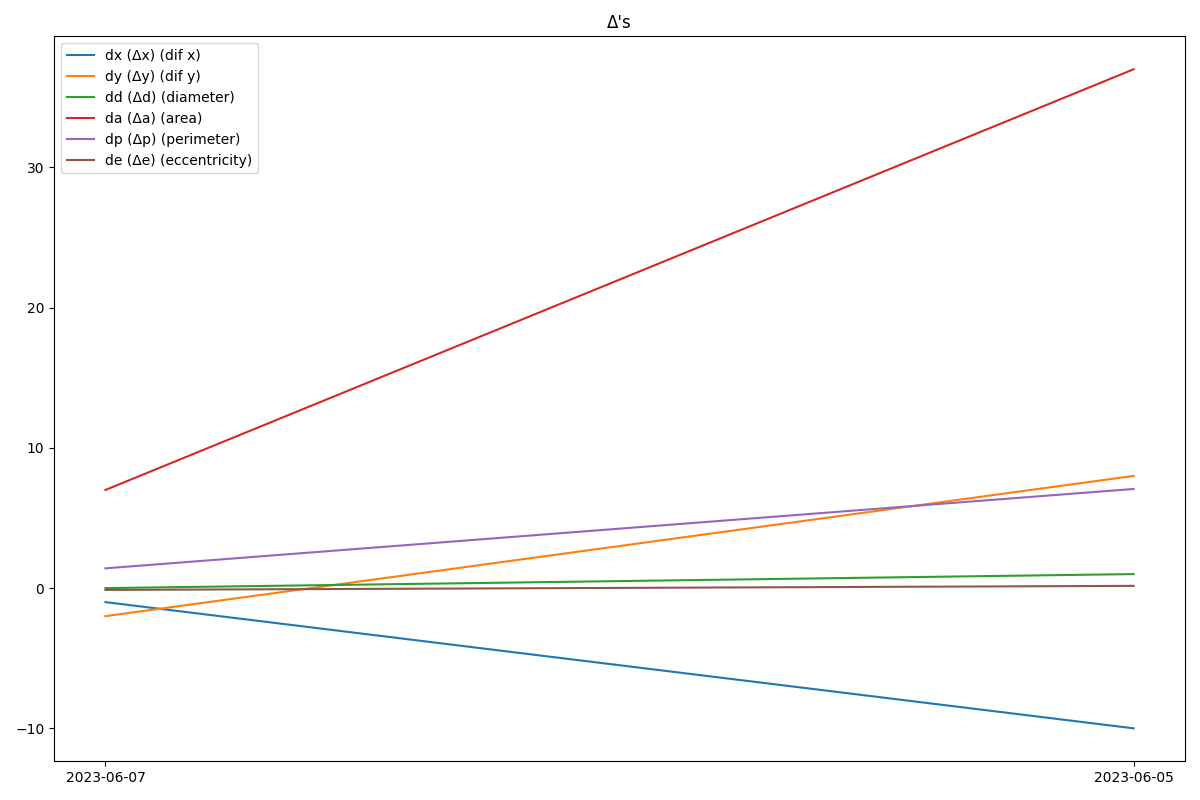 Δ's
dx (Δx) (dif x)
dy (Δy) (dif y)
dd (Δd) (diameter)
da (Δa) (area)
dp (Δp) (perimeter)
de (Δe) (eccentricity)
30
20
10
0
−10
2023-06-07
2023-06-05